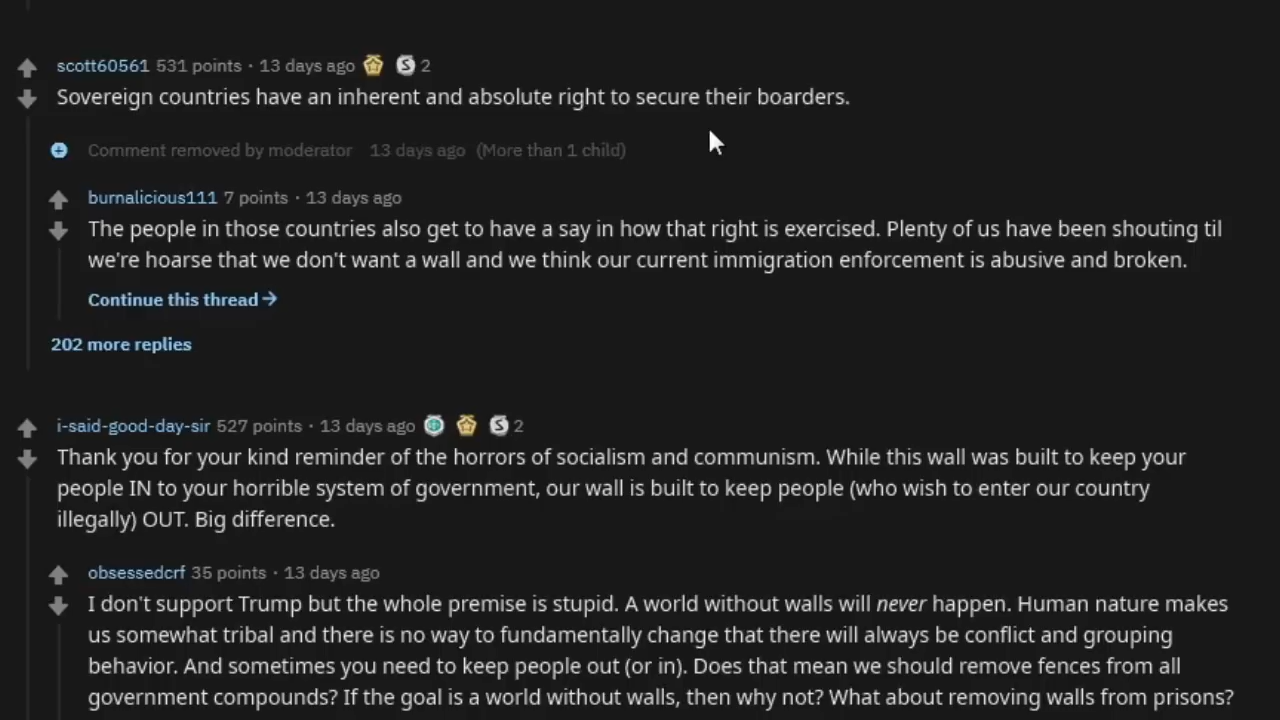 scott60561 531 points · 13 days ago 2
Sovereign countries have an inherent and absolute right to secure their boarders.
Comment removed by moderator 13 days ago (More than 1 child)
burnalicious111 7 points · 13 days ago
The people in those countries also get to have a say in how that right is exercised. Plenty of us have been shouting til
we're hoarse that we don't want a wall and we think our current immigration enforcement is abusive and broken.
Continue this thread→
202 more replies
i-said-good-day-sir 527 points · 13 days ago 2
Thank you for your kind reminder of the horrors of socialism and communism. While this wall was built to keep your
people IN to your horrible system of government, our wall is built to keep people (who wish to enter our country
illegally) OUT. Big difference.
obsessedcrf 35 points · 13 days ago
I don't support Trump but the whole premise is stupid. A world without walls will never happen. Human nature makes
us somewhat tribal and there is no way to fundamentally change that there will always be conflict and grouping
behavior. And sometimes you need to keep people out (or in). Does that mean we should remove fences from all
government compounds? If the goal is a world without walls, then why not? What about removing walls from prisons?